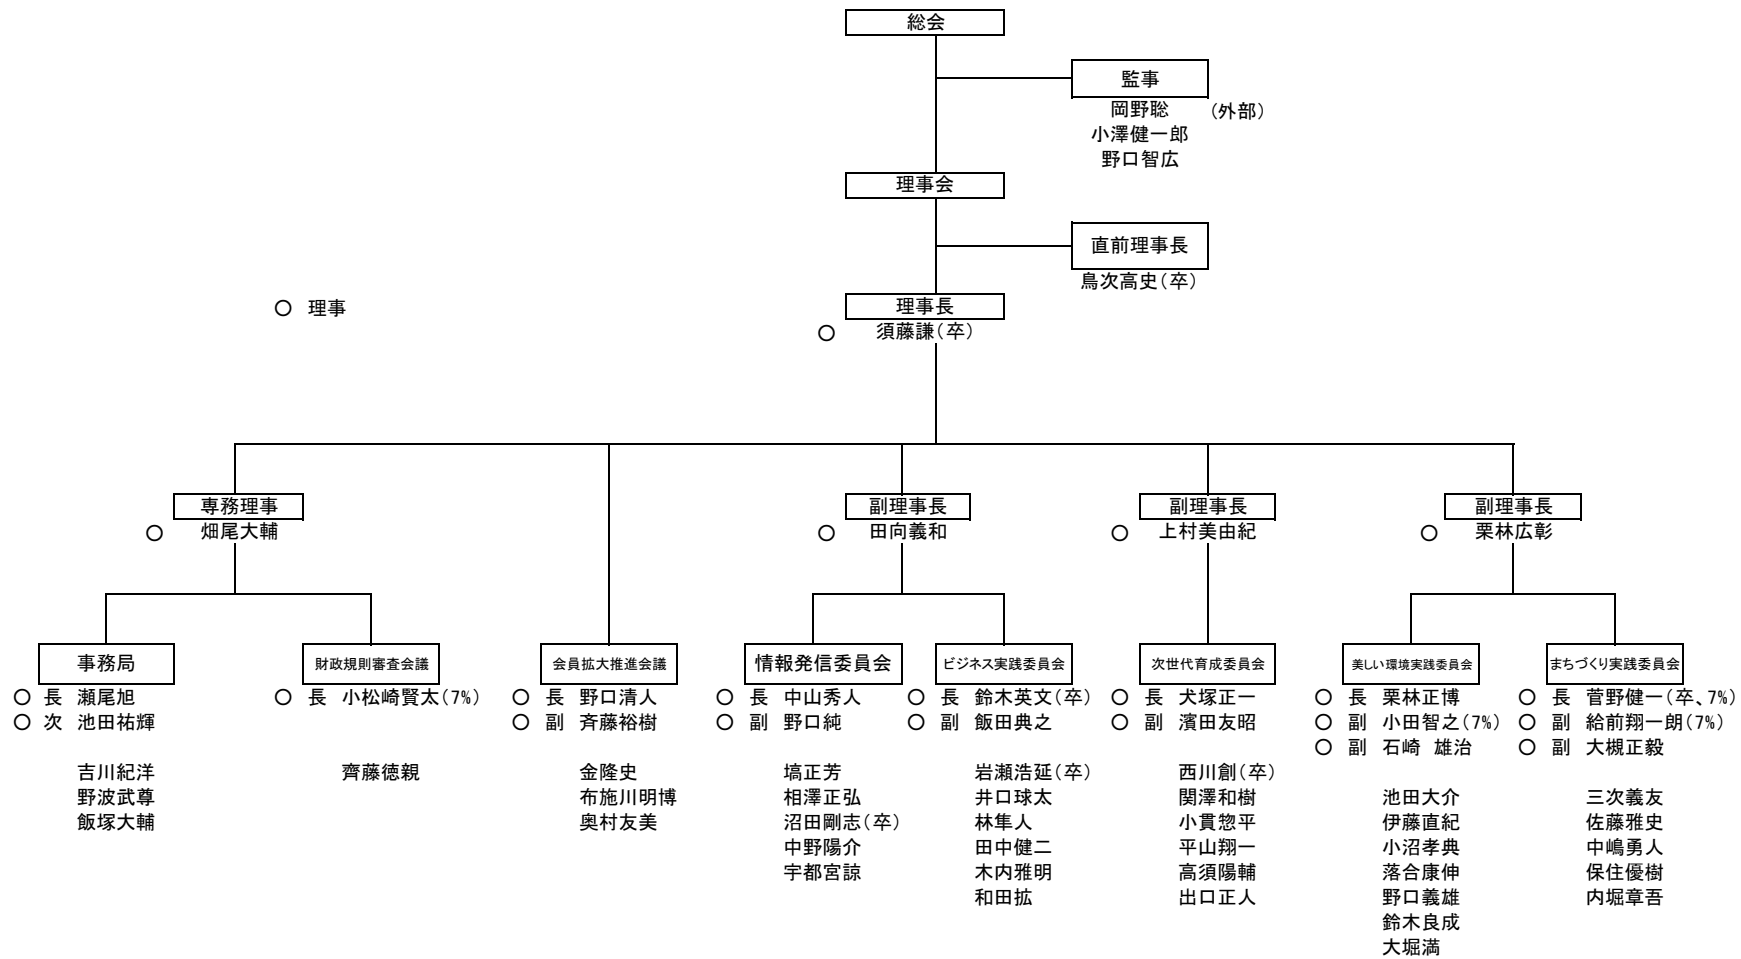 総会
監事
岡野聡 (外部)
小澤健一郎
野口智広
理事会
直前理事長
鳥次高史(卒)
○ 理事
理事長
○ 須藤謙(卒)
専務理事
○ 畑尾大輔
副理事長
○ 田向義和
副理事長
○ 上村美由紀
副理事長
○ 栗林広彰
事務局
○ 長 瀬尾旭
○ 次 池田祐輝
吉川紀洋
野波武尊
飯塚大輔
財政規則審査会議
○ 長 小松崎賢太(7%)
齊藤徳親
会員拡大推進会議
○ 長 野口清人
○ 副 斉藤裕樹
金隆史
布施川明博
奥村友美
情報発信委員会
○ 長 中山秀人
○ 副 野口純
塙正芳
相澤正弘
沼田剛志(卒)
中野陽介
宇都宮諒
ビジネス実践委員会
○ 長 鈴木英文(卒)
○ 副 飯田典之
岩瀬浩延(卒)
井口球太
林隼人
田中健二
木内雅明
和田拡
次世代育成委員会
○ 長 犬塚正一
○ 副 濱田友昭
西川創(卒)
関澤和樹
小貫惣平
平山翔一
高須陽輔
出口正人
美しい環境実践委員会
○ 長 栗林正博
○ 副 小田智之(7%)
○ 副 石崎 雄治
池田大介
伊藤直紀
小沼孝典
落合康伸
野口義雄
鈴木良成
大堀満
まちづくり実践委員会
○ 長 菅野健一(卒、7%)
○ 副 給前翔一朗(7%)
○ 副 大槻正毅
三次義友
佐藤雅史
中嶋勇人
保住優樹
内堀章吾